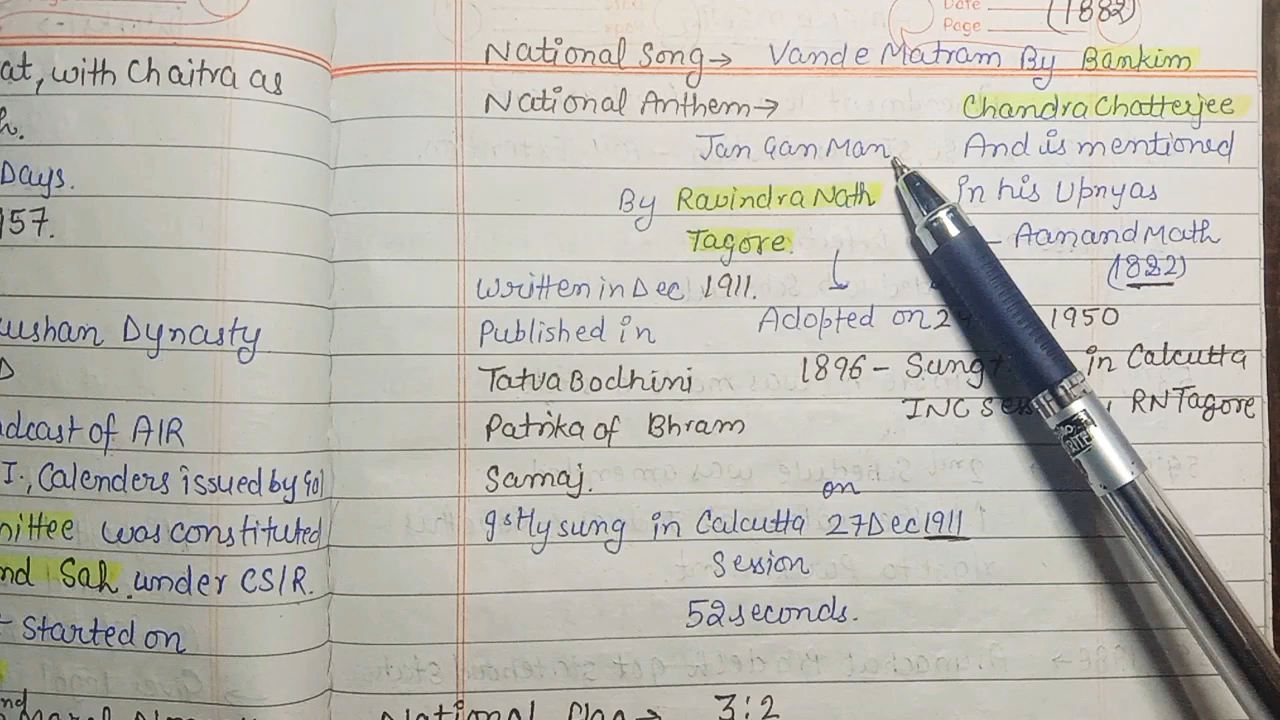 Date
(1882)
Page
at, with Chaitra as
h.
Days.
957.
ushan Dynasty
D
dcast of AIR
I., Calenders issued by GoI
mittee was constituted
nd Sah under CSIR.
Started on
National Song → Vande Matram By Bankim
National Anthem → Chandra Chatterjee
Jan Gan Man And is mentioned
By Ravindra Nath in his Upnyas
Tagore. - Aanand Math
(1882)
written in Dec 1911.
Published in Adopted on 24 1950
Tatva Bodhini 1896 - Sung in Calcutta
INC Ses RN Tagore
Patrika of Bhram
Samaj.
on
Istly sung in Calcutta 27 Dec 1911
Session
52 seconds.
National Flag → 3:2